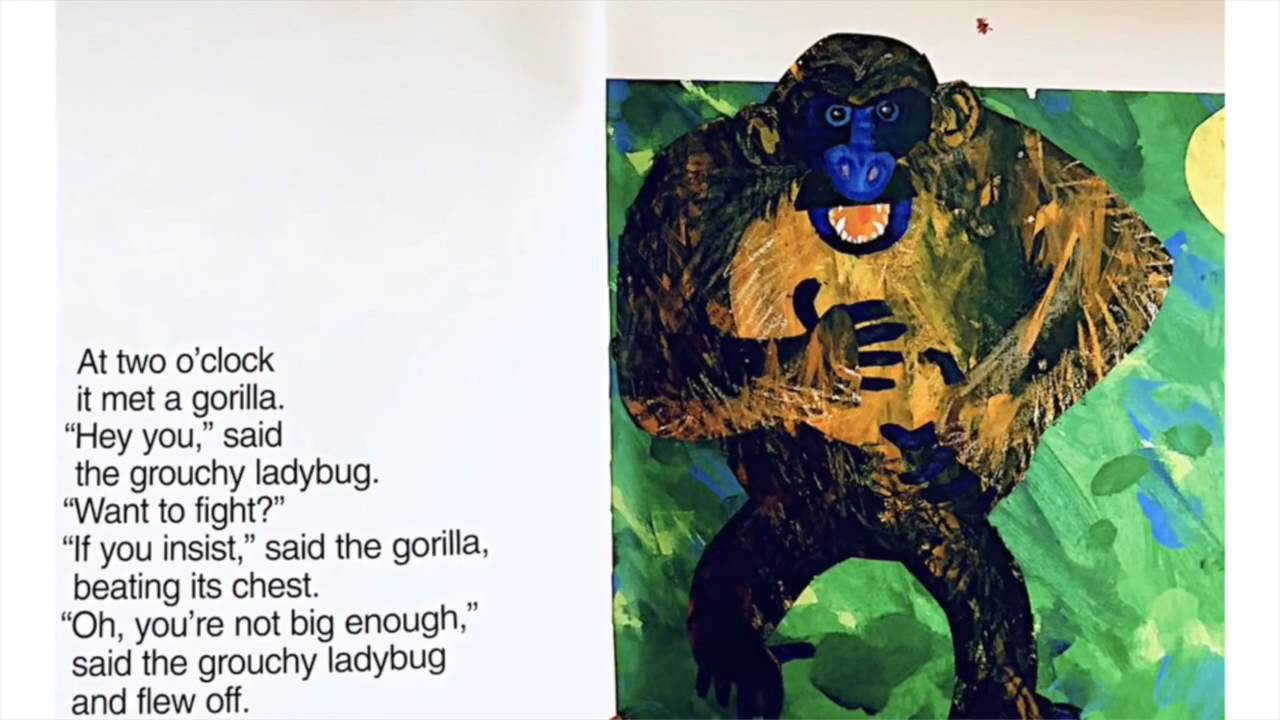 At two o’clock
it met a gorilla.
“Hey you,” said
the grouchy ladybug.
“Want to fight?”
“If you insist,” said the gorilla,
beating its chest.
“Oh, you’re not big enough,”
said the grouchy ladybug
and flew off.